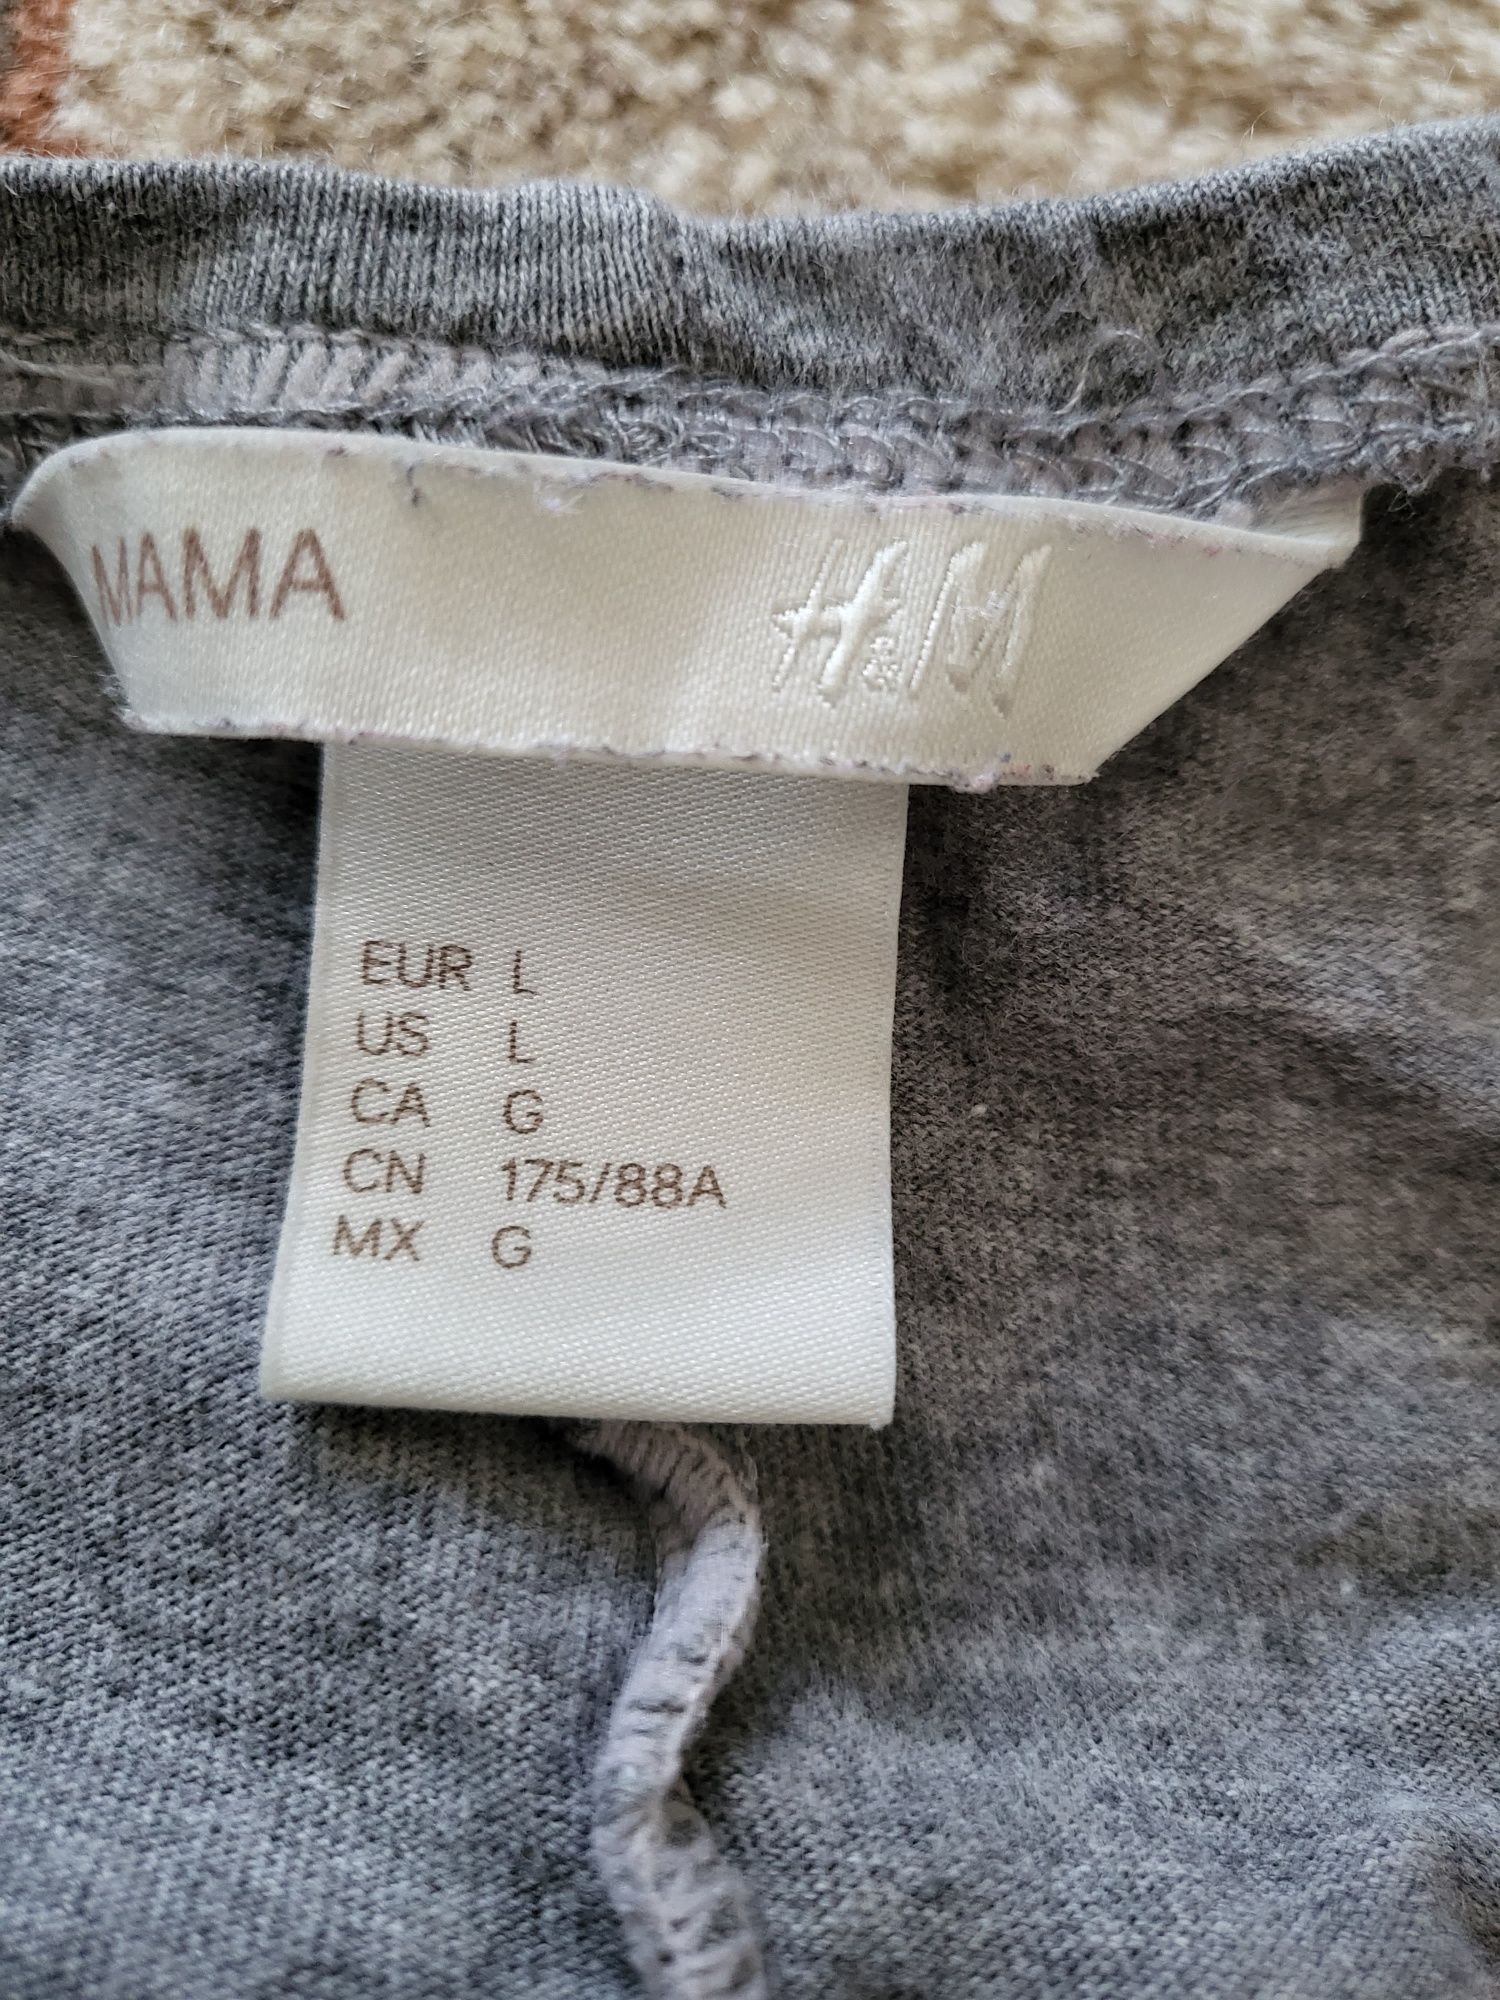 MAMA H&M
EUR L
US L
CA G
CN 175/88A
MX G